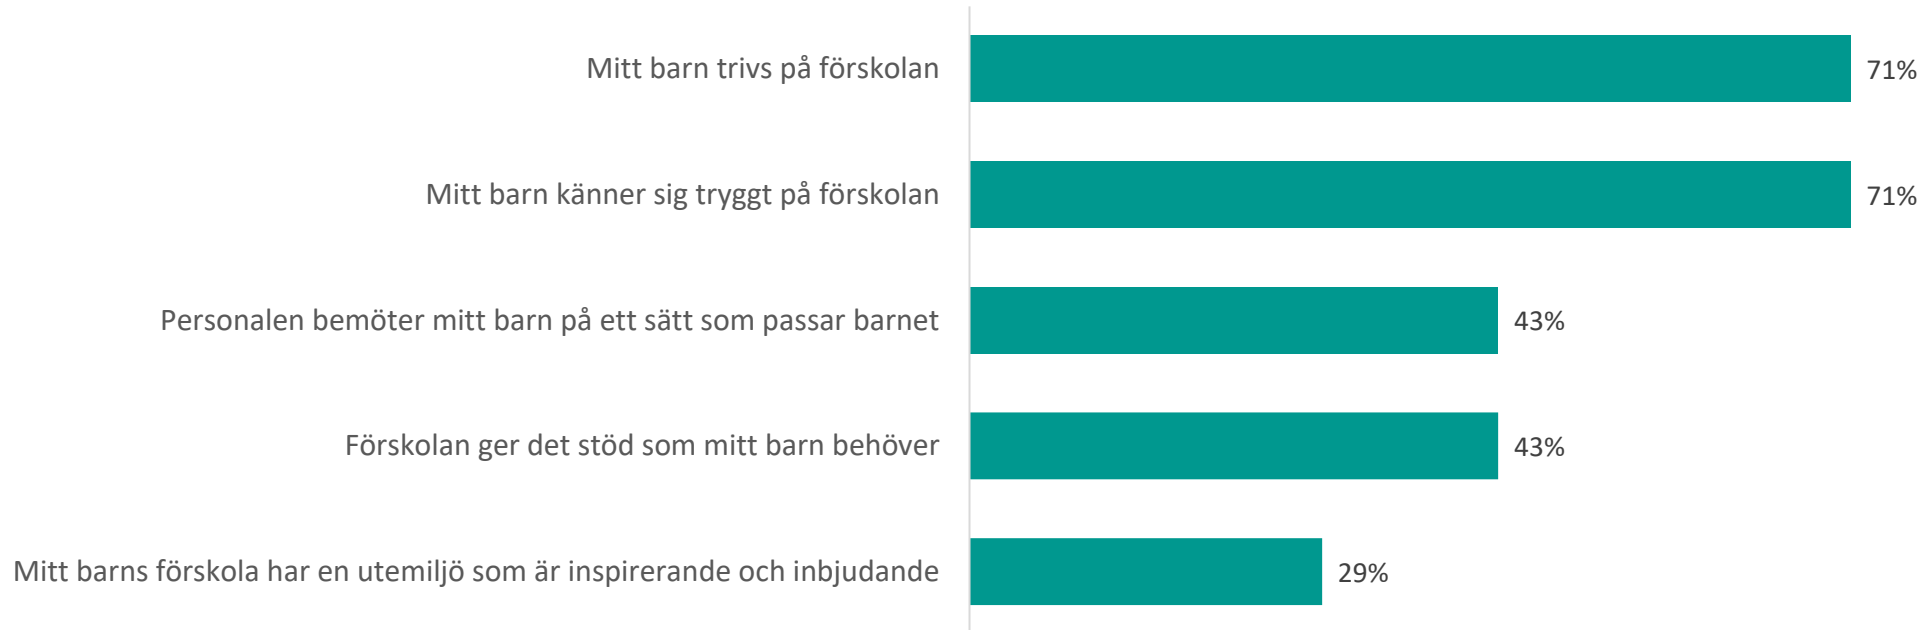 Mitt barn trivs på förskolan 71%
Mitt barn känner sig tryggt på förskolan 71%
Personalen bemöter mitt barn på ett sätt som passar barnet 43%
Förskolan ger det stöd som mitt barn behöver 43%
Mitt barns förskola har en utemiljö som är inspirerande och inbjudande 29%